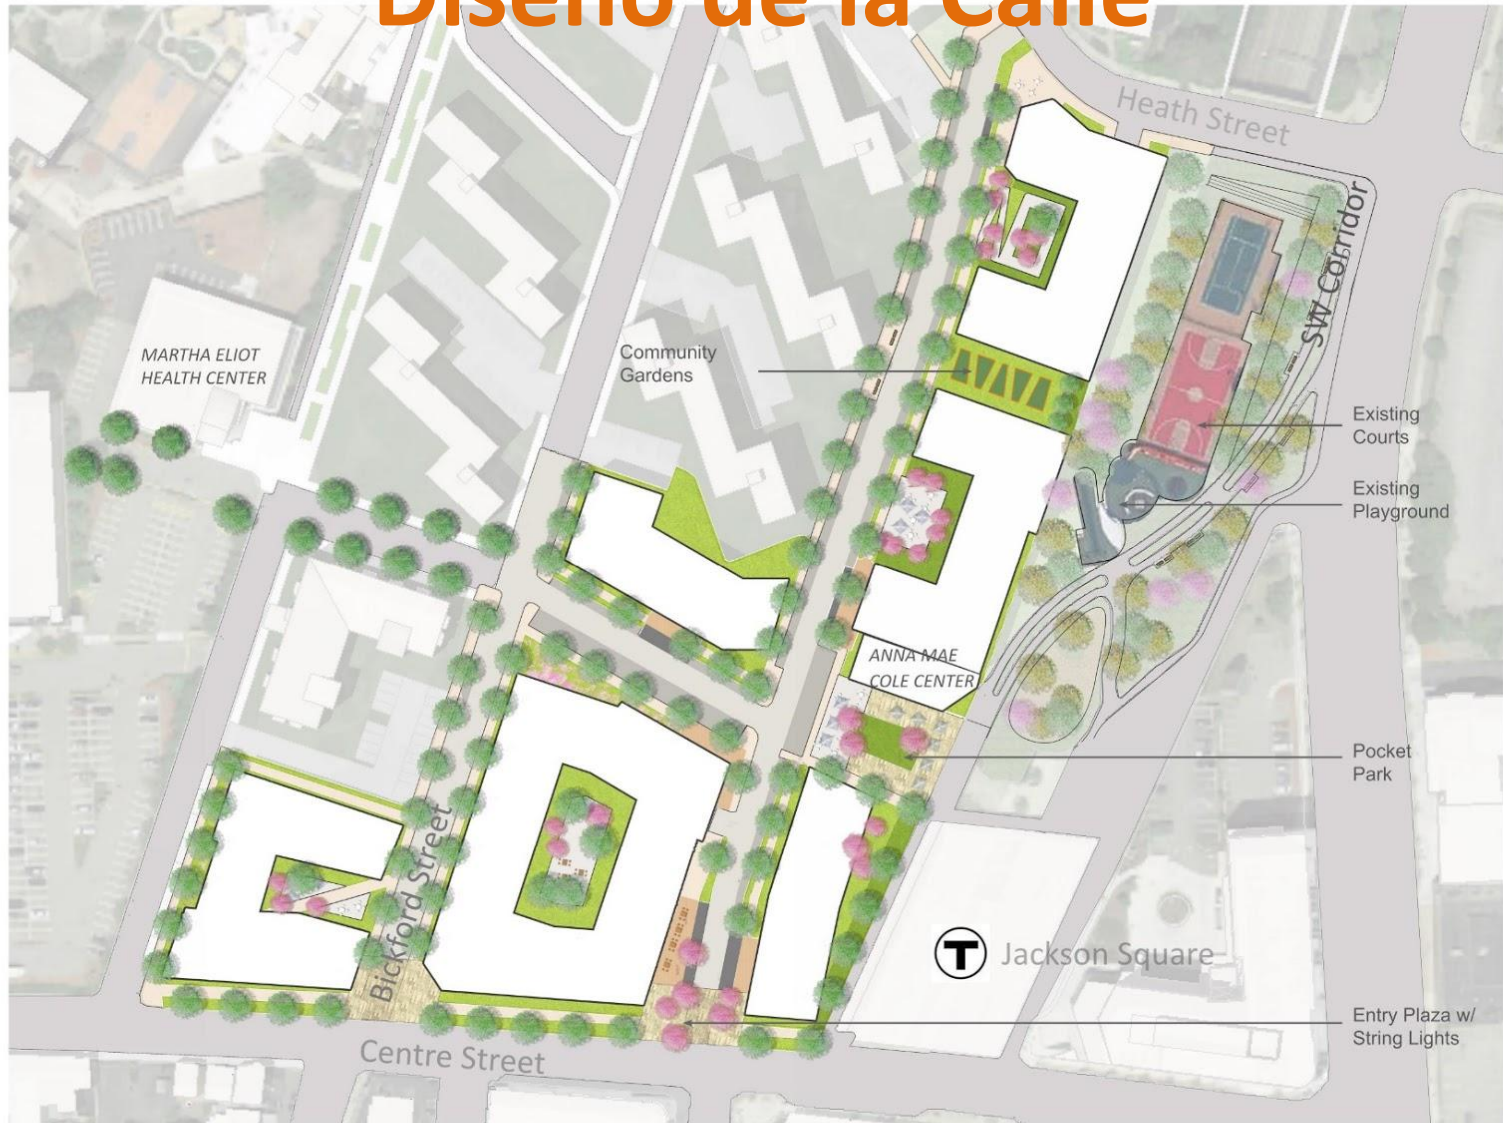 Diseño de la Calle
Heath Street
SW Corridor
MARTHA ELIOT
HEALTH CENTER
Community
Gardens
Existing
Courts
Existing
Playground
ANNA MAE
COLE CENTER
Pocket
Park
Bickford Street
T Jackson Square
Entry Plaza w/
String Lights
Centre Street